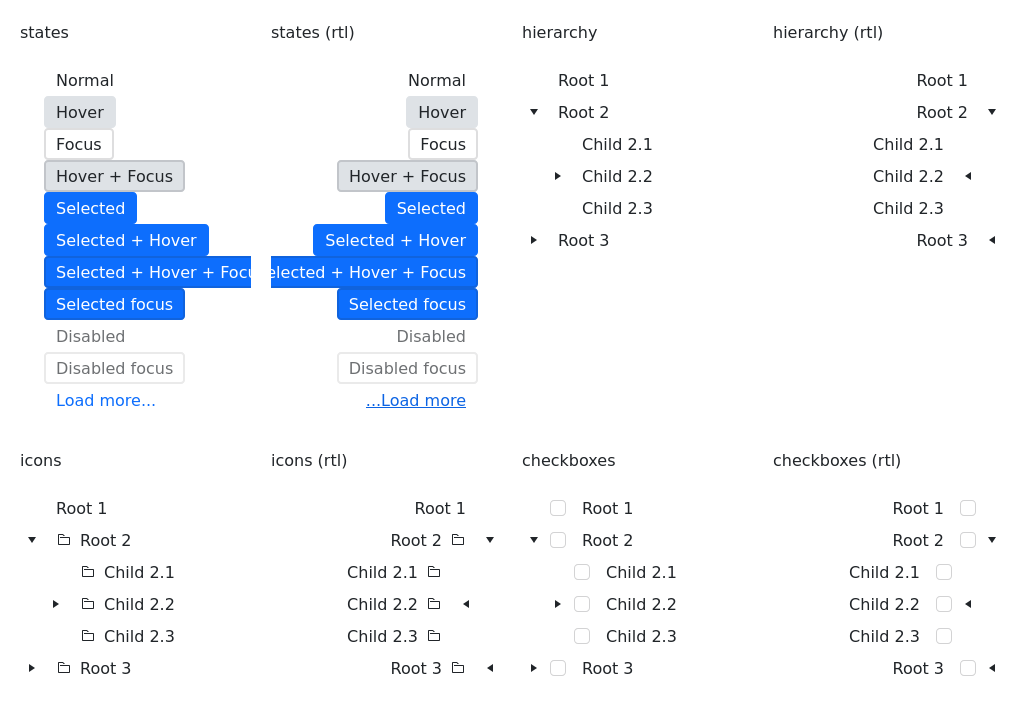 states
Normal
Hover
Focus
Hover + Focus
Selected
Selected + Hover
Selected + Hover + Focu
Selected focus
Disabled
Disabled focus
Load more...
states (rtl)
Normal
Hover
Focus
Hover + Focus
Selected
Selected + Hover
elected + Hover + Focus
Selected focus
Disabled
Disabled focus
...Load more
hierarchy
Root 1
Root 2
Child 2.1
Child 2.2
Child 2.3
Root 3
hierarchy (rtl)
Root 1
Root 2
Child 2.1
Child 2.2
Child 2.3
Root 3
icons
Root 1
Root 2
Child 2.1
Child 2.2
Child 2.3
Root 3
icons (rtl)
Root 1
Root 2
Child 2.1
Child 2.2
Child 2.3
Root 3
checkboxes
Root 1
Root 2
Child 2.1
Child 2.2
Child 2.3
Root 3
checkboxes (rtl)
Root 1
Root 2
Child 2.1
Child 2.2
Child 2.3
Root 3